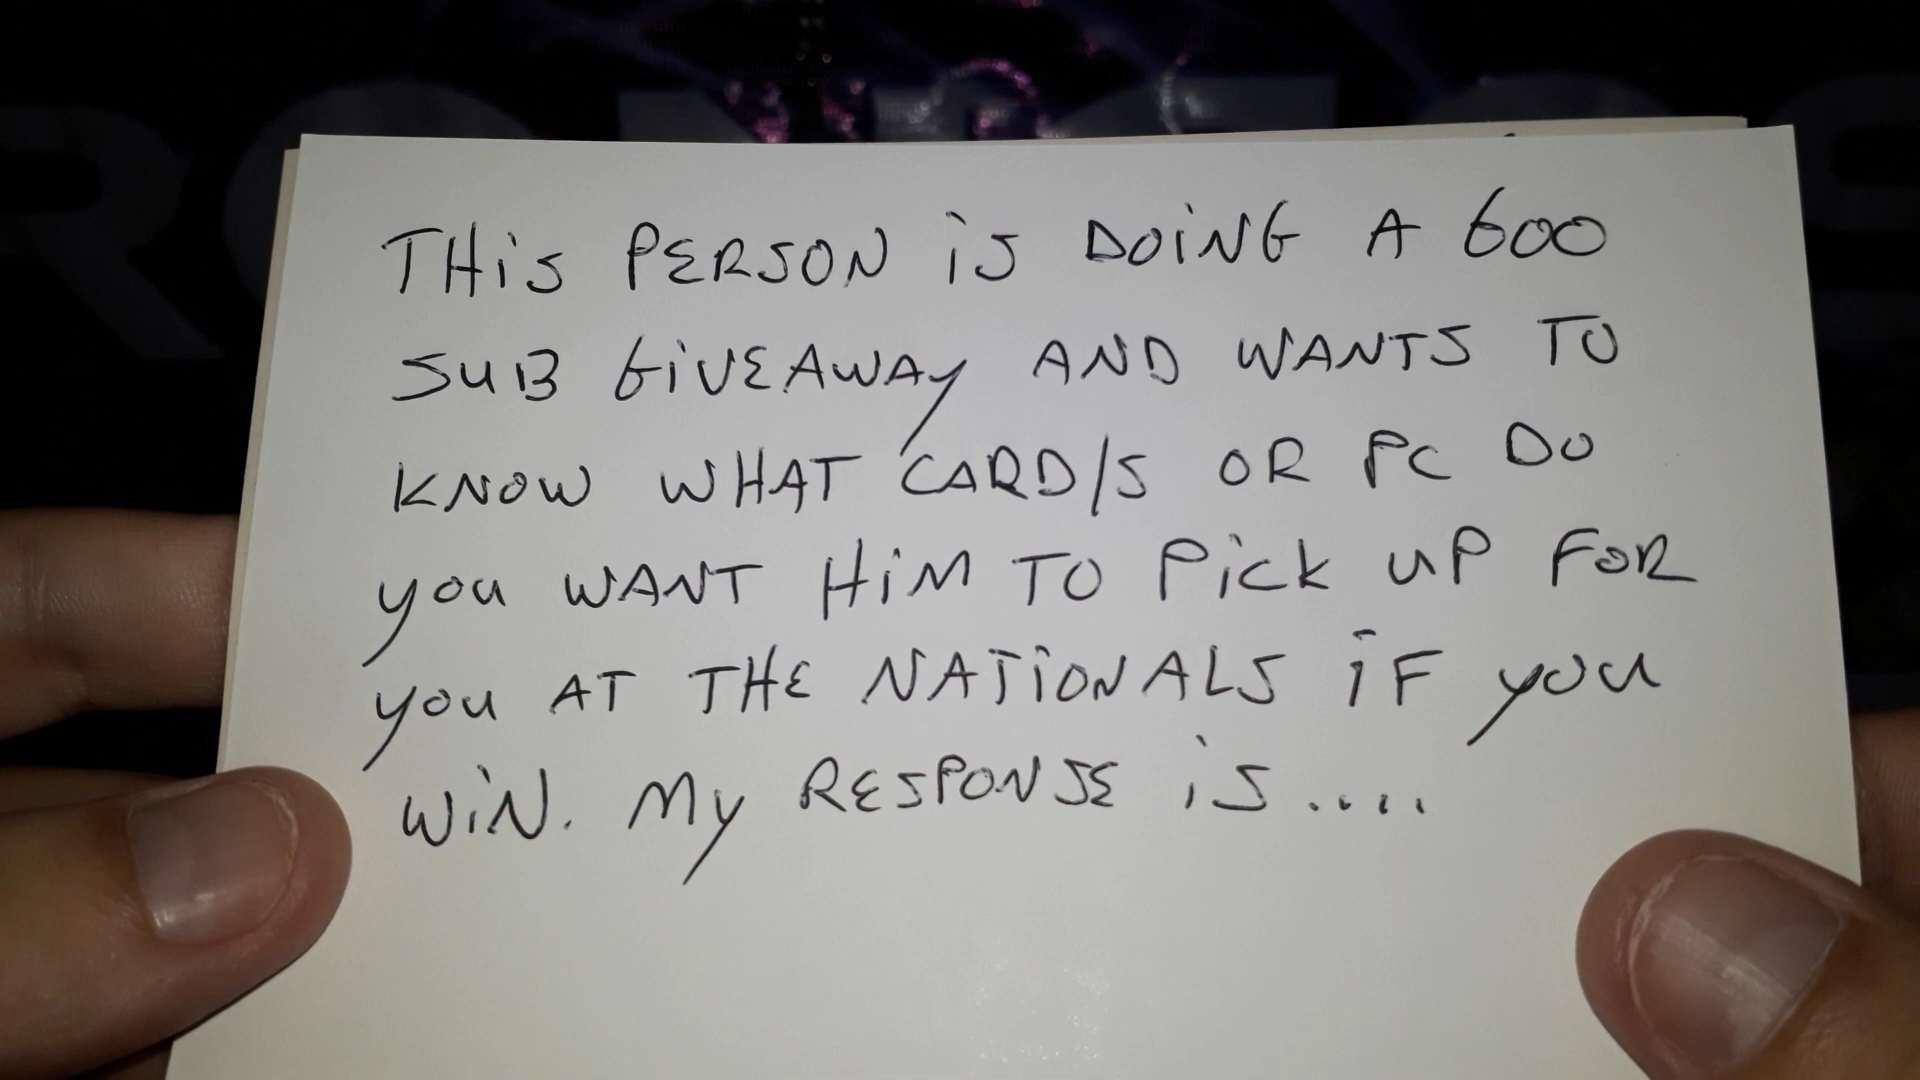 THiS PERSON iS DOiNG A 600
SUB GiVEAWAY AND WANTS TO
KNOW WHAT CARD/S OR PC DO
you WANT HiM TO Pick uP FOR
you AT THE NATiONALS iF you
WiN. My RESPONSE iS....